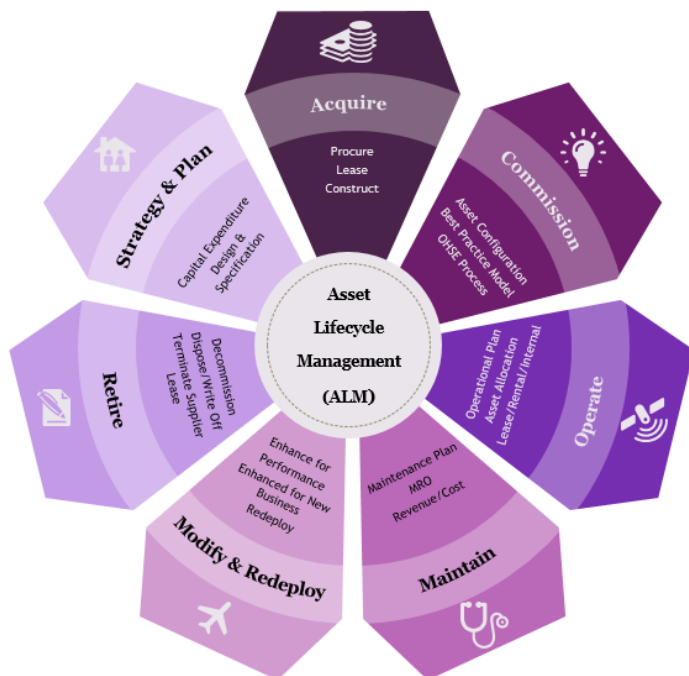 Acquire
Procure
Lease
Construct
Commission
Asset Configuration
Best Practice Model
OHSE Process
Operate
Operational Plan
Asset Allocation
Lease/Rental/Internal
Maintain
Maintenance Plan
MRO
Revenue/Cost
Modify & Redeploy
Enhance for
Performance
Enhanced for New
Business
Redeploy
Retire
Decommission
Dispose/Write Off
Terminate Supplier
Lease
Strategy & Plan
Capital Expenditure
Design &
Specification
Asset
Lifecycle
Management
(ALM)